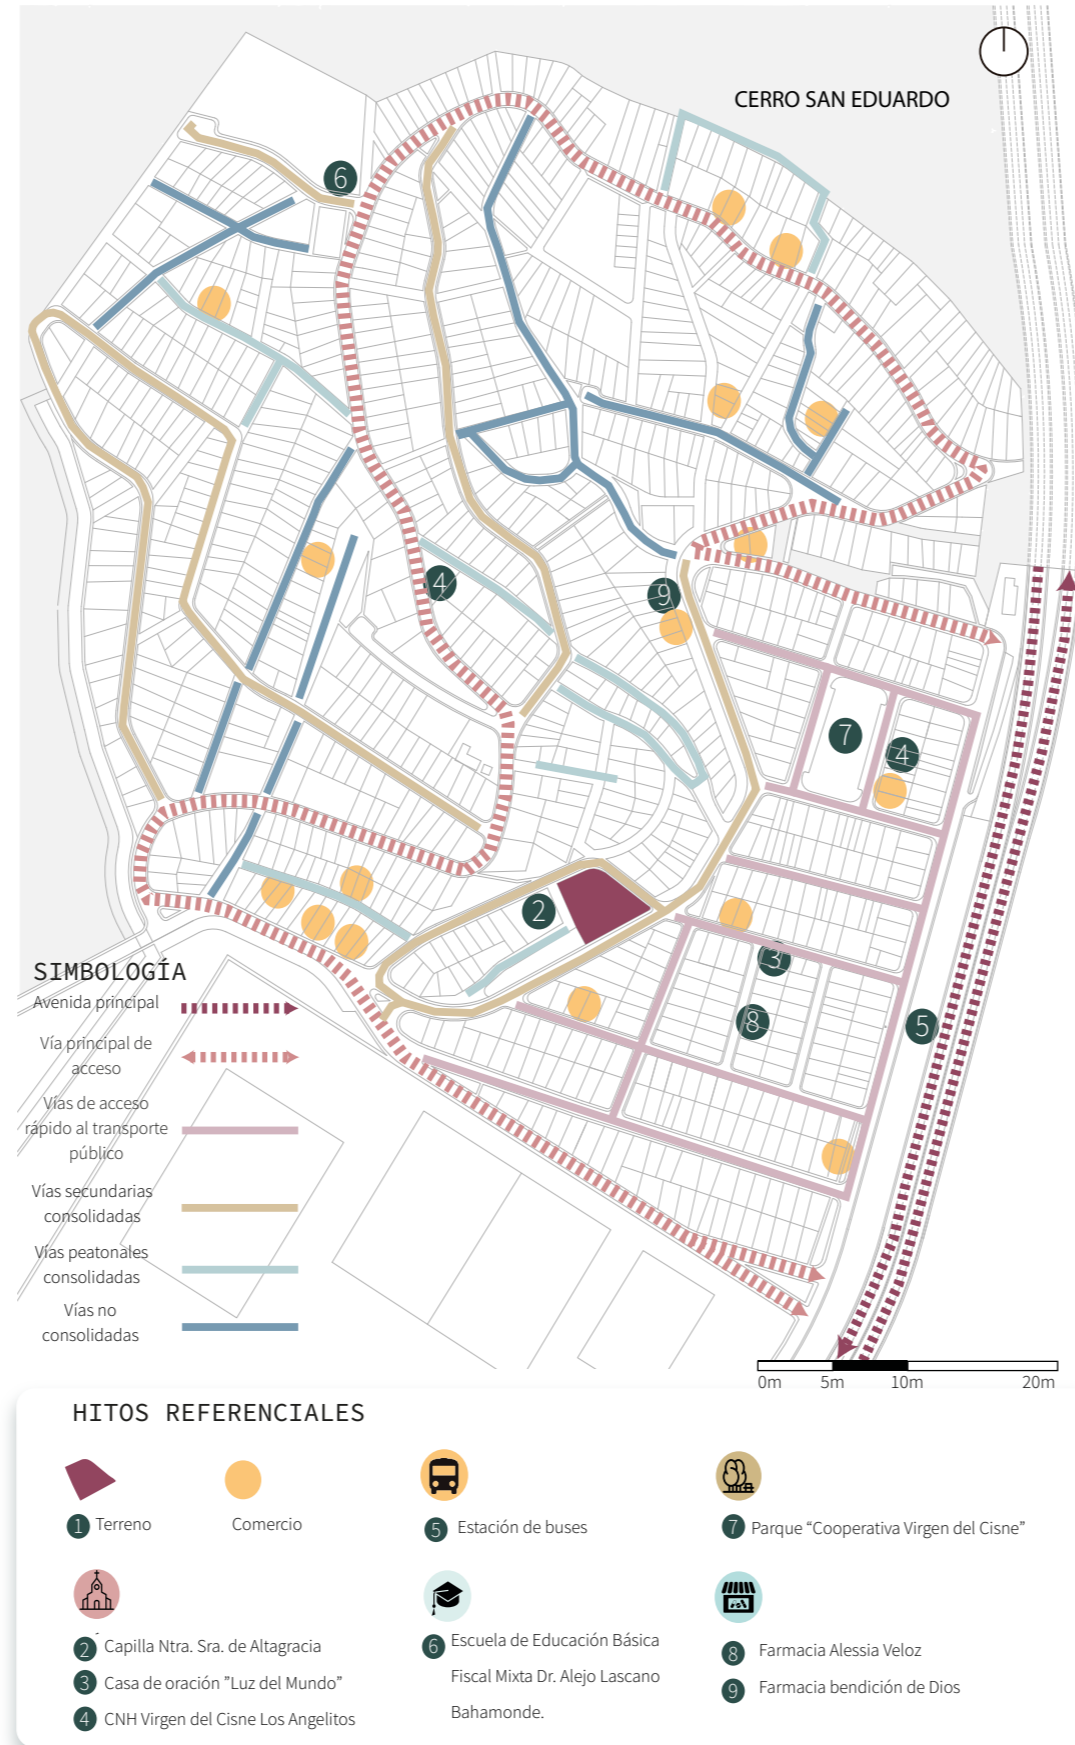 CERRO SAN EDUARDO
6
4
9
7
4
2
3
8
5
SIMBOLOGÍA
Avenida principal
Vía principal de
acceso
Vías de acceso
rápido al transporte
público
Vías secundarias
consolidadas
Vías peatonales
consolidadas
Vías no
consolidadas
0m 5m 10m 20m
HITOS REFERENCIALES
1 Terreno
Comercio
5 Estación de buses
7 Parque “Cooperativa Virgen del Cisne”
2 Capilla Ntra. Sra. de Altagracia
3 Casa de oración ”Luz del Mundo”
4 CNH Virgen del Cisne Los Angelitos
6 Escuela de Educación Básica
Fiscal Mixta Dr. Alejo Lascano
Bahamonde.
8 Farmacia Alessia Veloz
9 Farmacia bendición de Dios